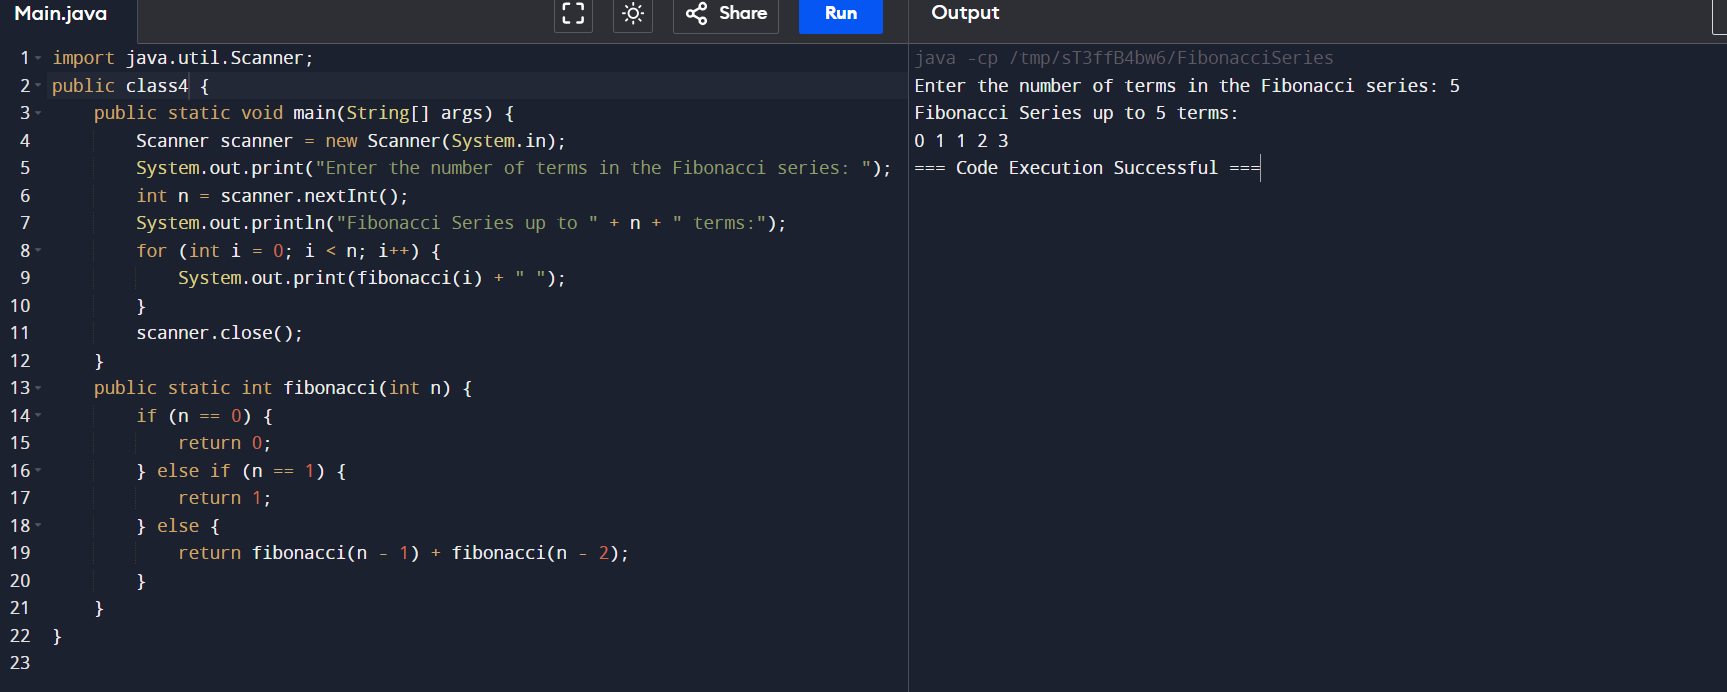 Main.java
Share
Run
Output
1 import java.util.Scanner;
2 public class4 {
3     public static void main(String[] args) {
4         Scanner scanner = new Scanner(System.in);
5         System.out.print("Enter the number of terms in the Fibonacci series: ");
6         int n = scanner.nextInt();
7         System.out.println("Fibonacci Series up to " + n + " terms:");
8         for (int i = 0; i < n; i++) {
9             System.out.print(fibonacci(i) + " ");
10         }
11         scanner.close();
12     }
13     public static int fibonacci(int n) {
14         if (n == 0) {
15             return 0;
16         } else if (n == 1) {
17             return 1;
18         } else {
19             return fibonacci(n - 1) + fibonacci(n - 2);
20         }
21     }
22 }
23
java -cp /tmp/sT3ffB4bw6/FibonacciSeries
Enter the number of terms in the Fibonacci series: 5
Fibonacci Series up to 5 terms:
0 1 1 2 3
=== Code Execution Successful ===